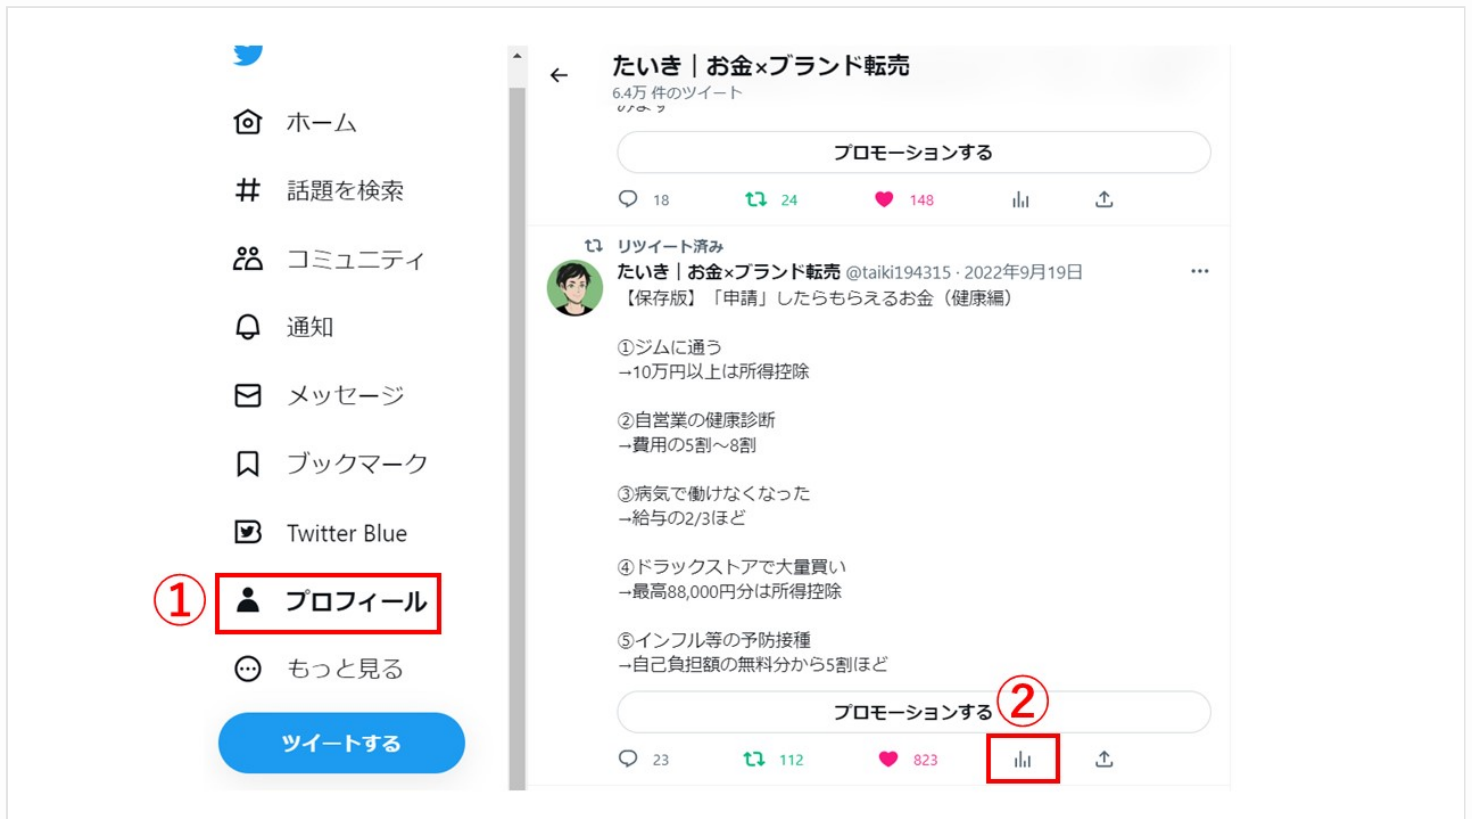 ホーム
話題を検索
コミュニティ
通知
メッセージ
ブックマーク
Twitter Blue
①
プロフィール
もっと見る
ツイートする
たいき｜お金×ブランド転売
6.4万 件のツイート
プロモーションする
18 24 148
リツイート済み
たいき｜お金×ブランド転売 @taiki194315 · 2022年9月19日
【保存版】「申請」したらもらえるお金（健康編）
①ジムに通う
→10万円以上は所得控除
②自営業の健康診断
→費用の5割～8割
③病気で働けなくなった
→給与の2/3ほど
④ドラックストアで大量買い
→最高88,000円分は所得控除
⑤インフル等の予防接種
→自己負担額の無料分から5割ほど
プロモーションする
②
23 112 823